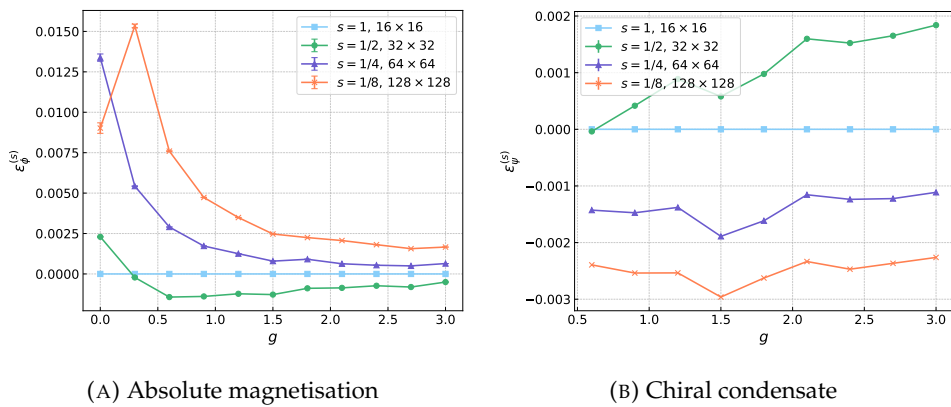 0.0150
0.0125
0.0100
0.0075
0.0050
0.0025
0.0000
ε_ϕ^(s)
s = 1, 16 × 16
s = 1/2, 32 × 32
s = 1/4, 64 × 64
s = 1/8, 128 × 128
0.0 0.5 1.0 1.5 2.0 2.5 3.0
g
(A) Absolute magnetisation
0.002
0.001
0.000
−0.001
−0.002
−0.003
ε_ψ^(s)
s = 1, 16 × 16
s = 1/2, 32 × 32
s = 1/4, 64 × 64
s = 1/8, 128 × 128
0.5 1.0 1.5 2.0 2.5 3.0
g
(B) Chiral condensate